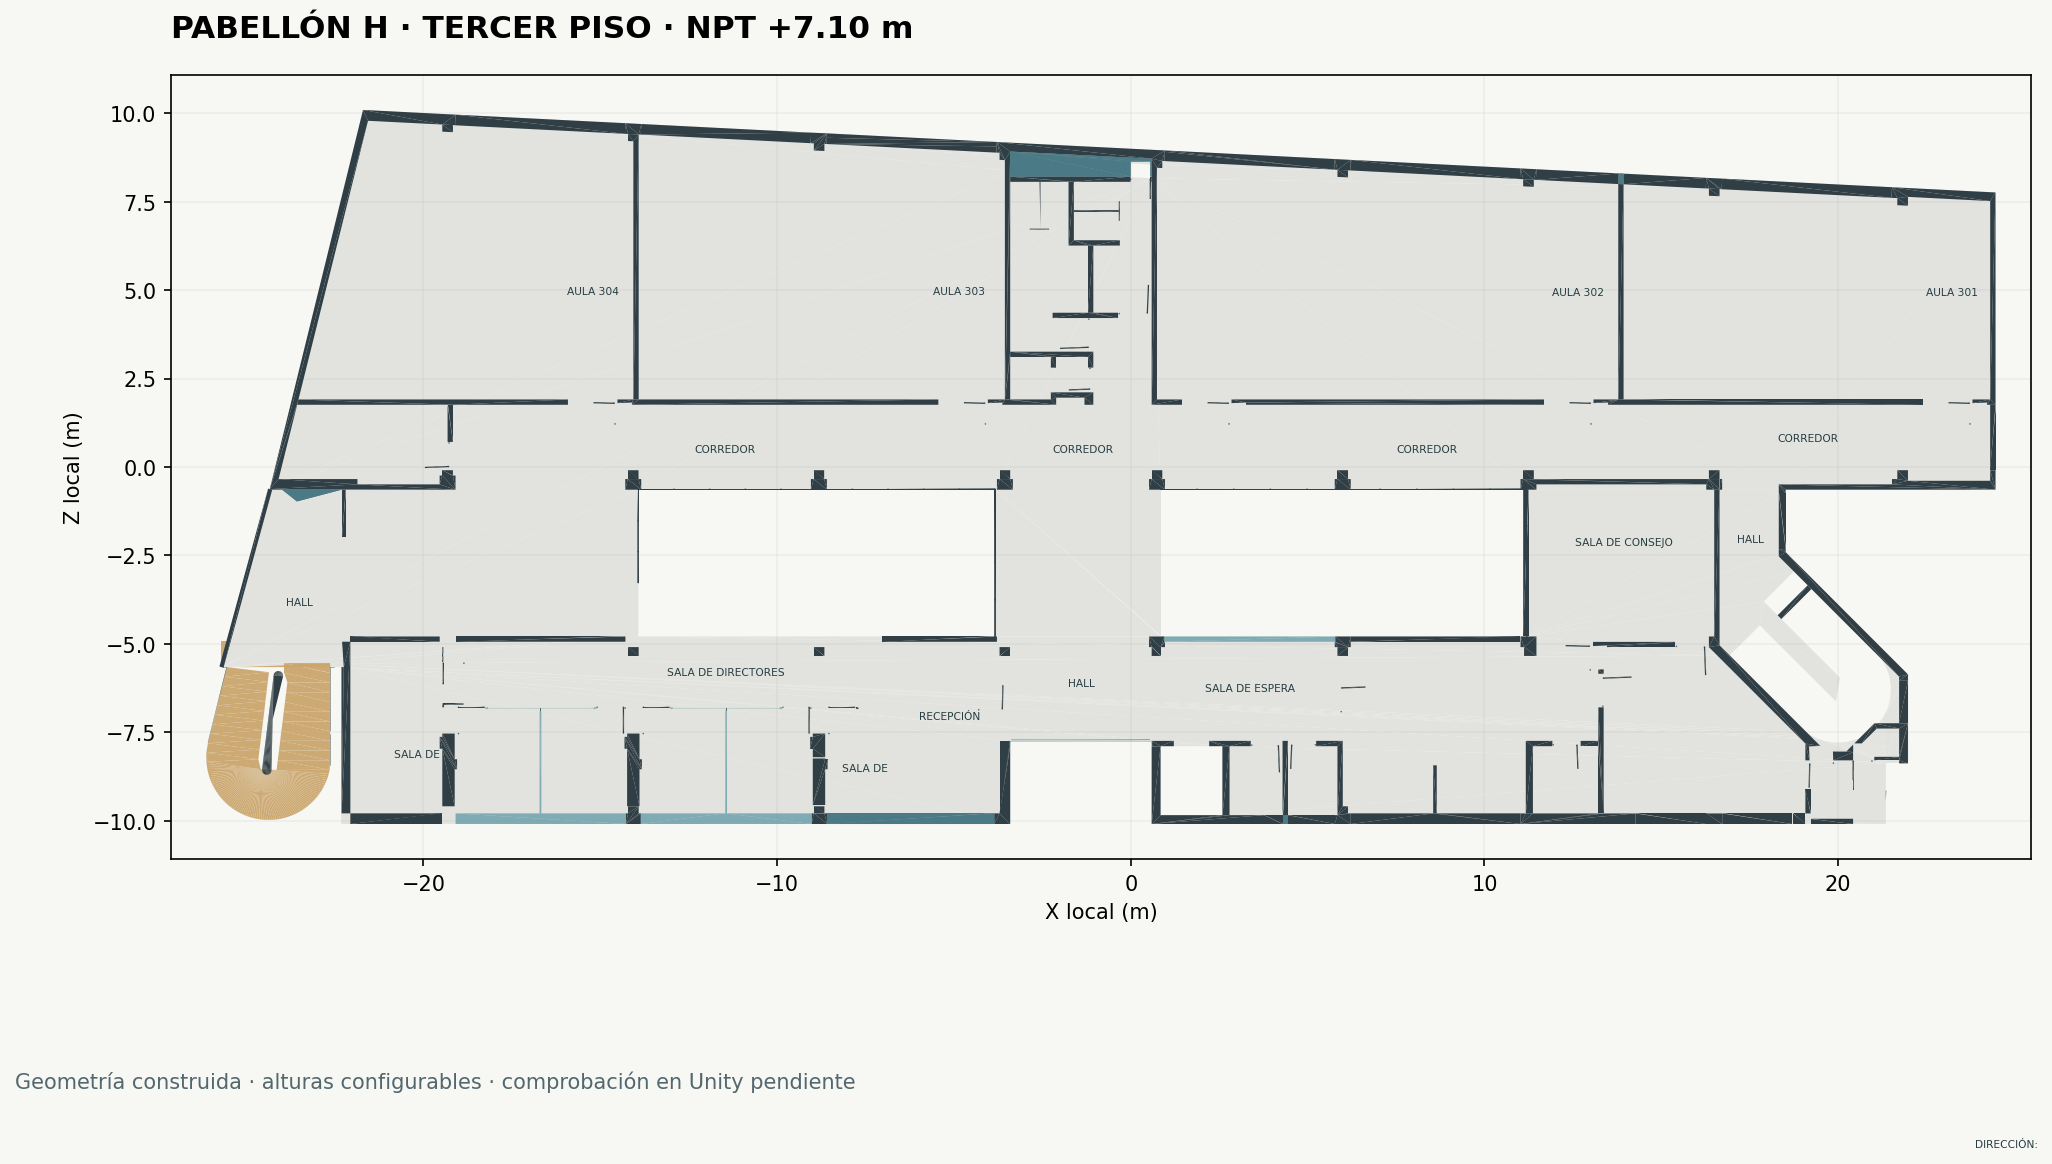 PABELLÓN H · TERCER PISO · NPT +7.10 m
10.0
7.5
5.0
2.5
0.0
−2.5
−5.0
−7.5
−10.0
Z local (m)
AULA 304
AULA 303
AULA 302
AULA 301
CORREDOR
CORREDOR
CORREDOR
CORREDOR
SALA DE CONSEJO
HALL
HALL
SALA DE DIRECTORES
HALL
SALA DE ESPERA
RECEPCIÓN
SALA DE
SALA DE
−20
−10
0
10
20
X local (m)
Geometría construida · alturas configurables · comprobación en Unity pendiente
DIRECCIÓN: